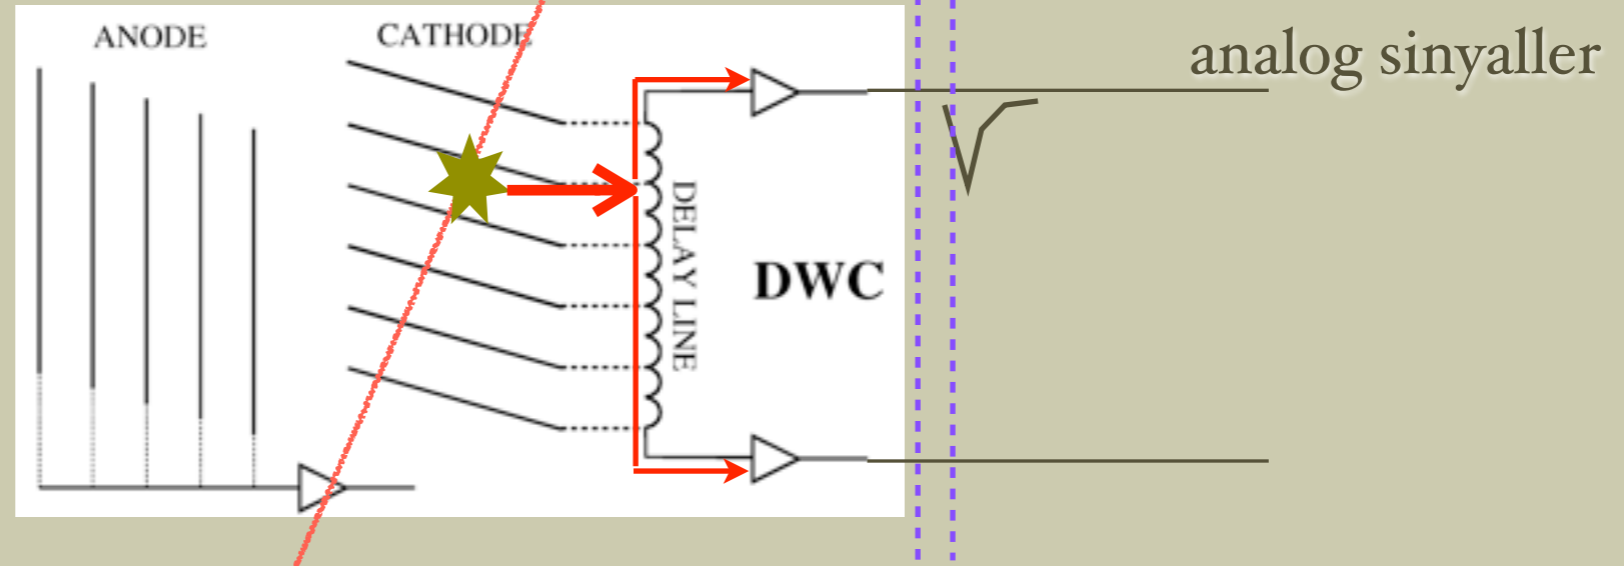 ANODE
CATHODE
analog sinyaller
DELAY LINE
DWC